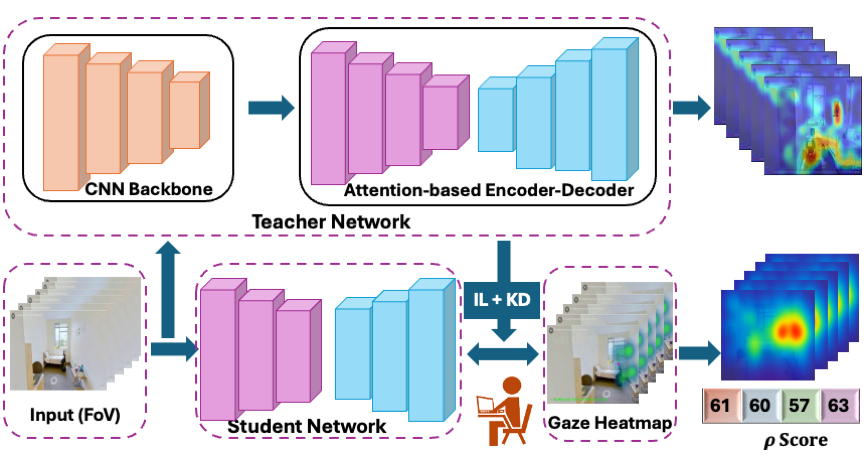 CNN Backbone
Attention-based Encoder-Decoder
Teacher Network
IL + KD
Input (FoV)
Student Network
Gaze Heatmap
61 60 57 63
ρ Score